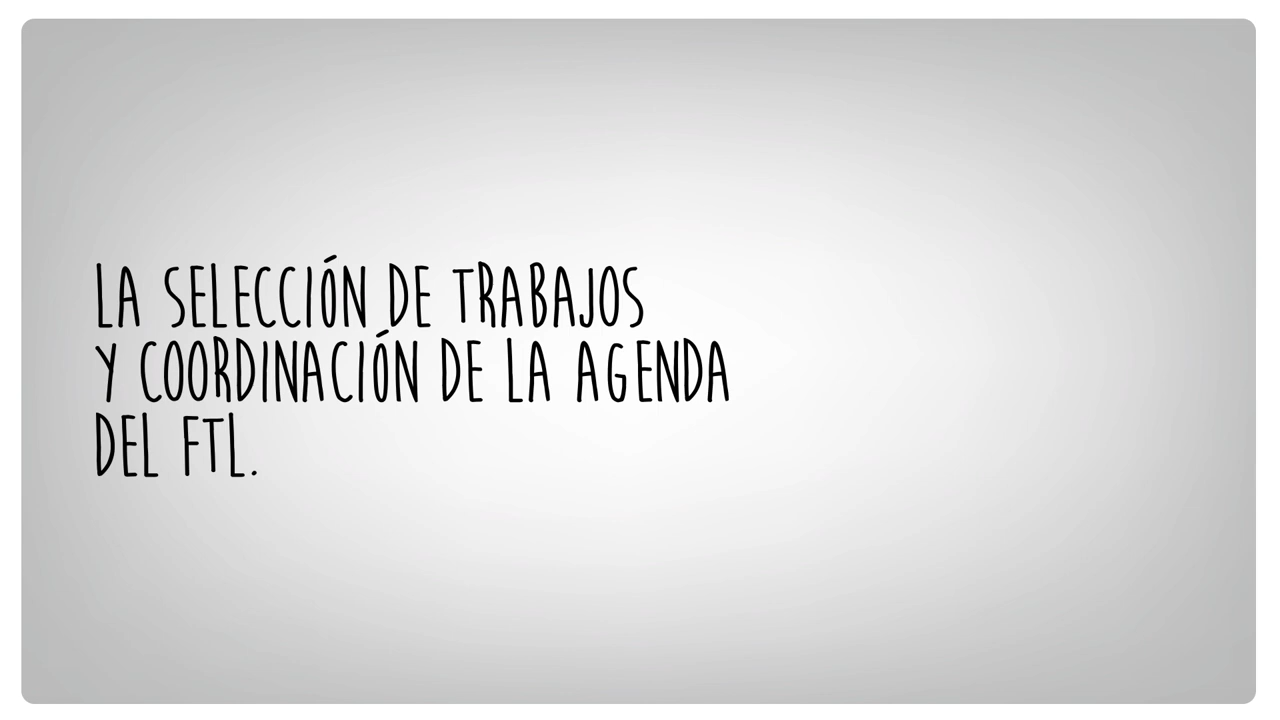 LA SELECCIÓN DE TRABAJOS
Y COORDINACIÓN DE LA AGENDA
DEL FTL.